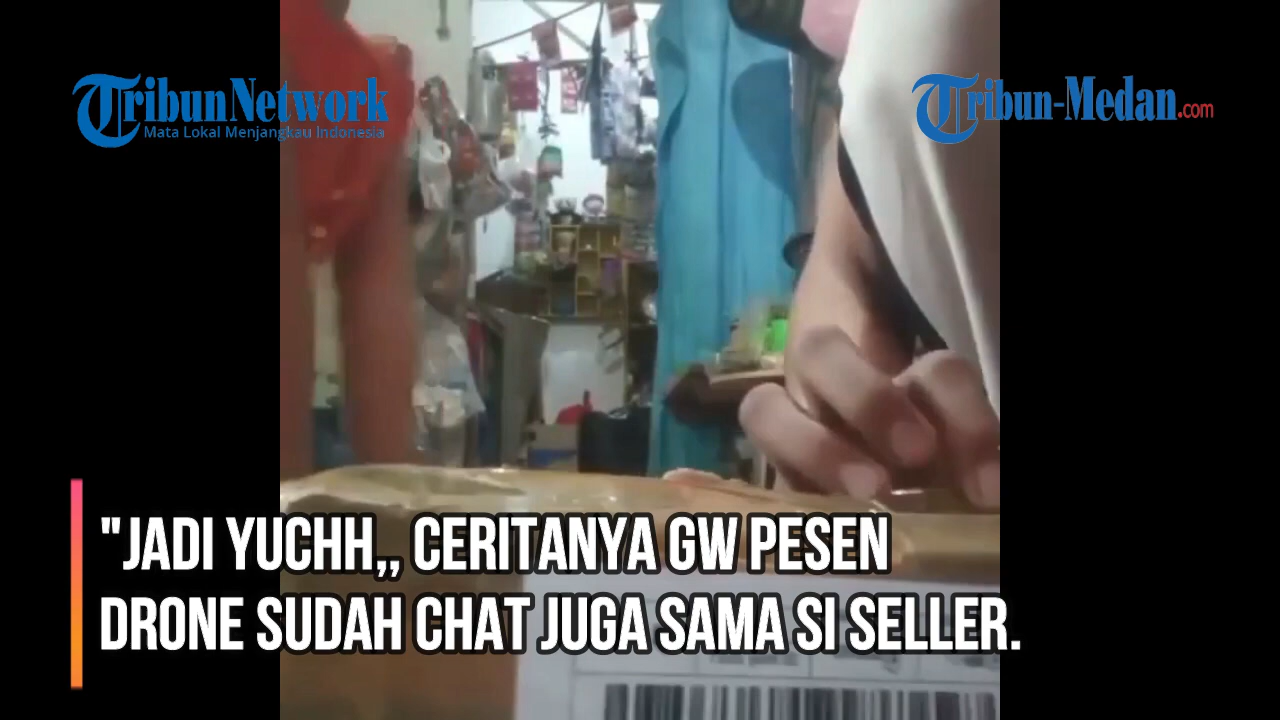 TribunNetwork
Mata Lokal Menjangkau Indonesia
Tribun-Medan.com
"JADI YUCHH,, CERITANYA GW PESEN
DRONE SUDAH CHAT JUGA SAMA SI SELLER.